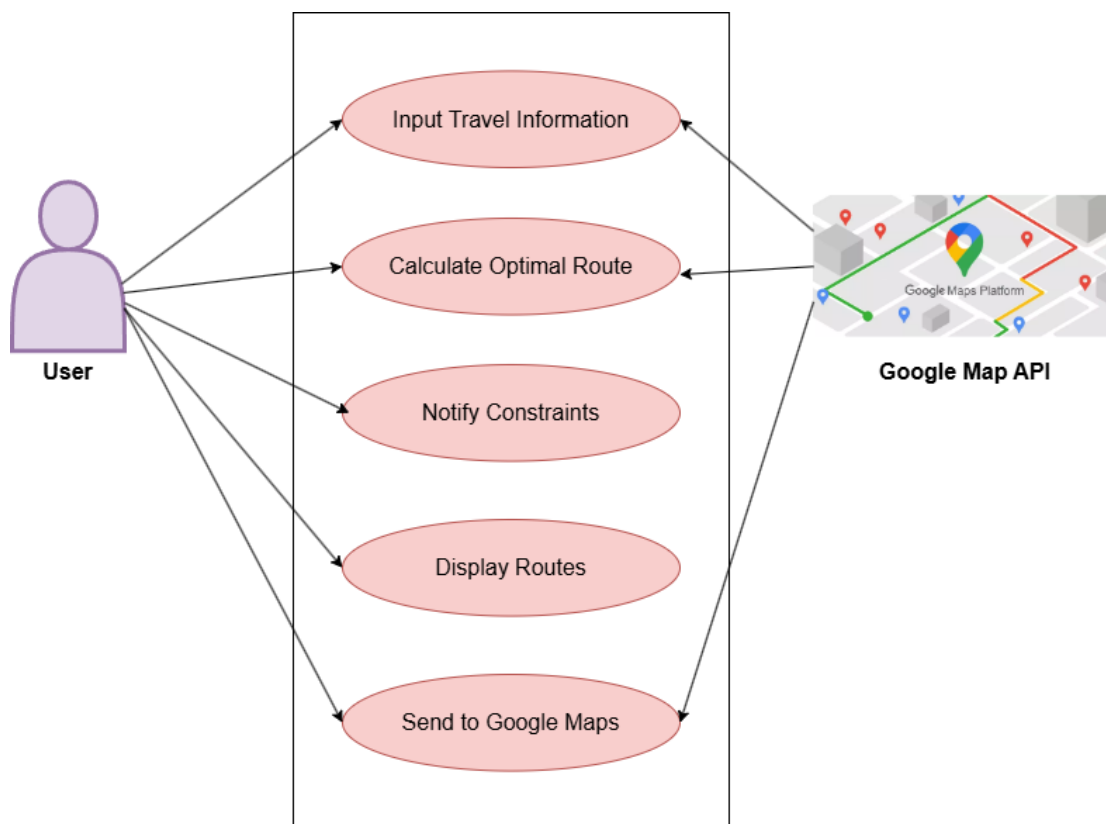 Input Travel Information
Calculate Optimal Route
Google Maps Platform
User
Google Map API
Notify Constraints
Display Routes
Send to Google Maps